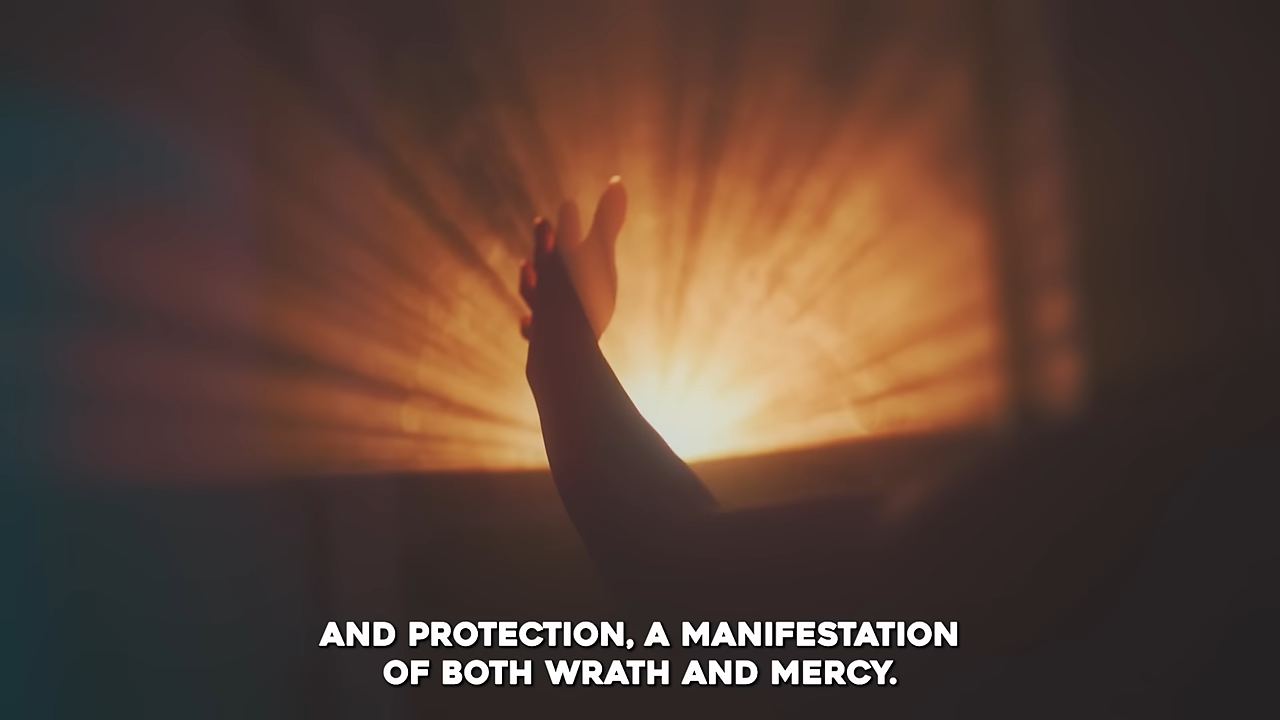 AND PROTECTION, A MANIFESTATION
OF BOTH WRATH AND MERCY.